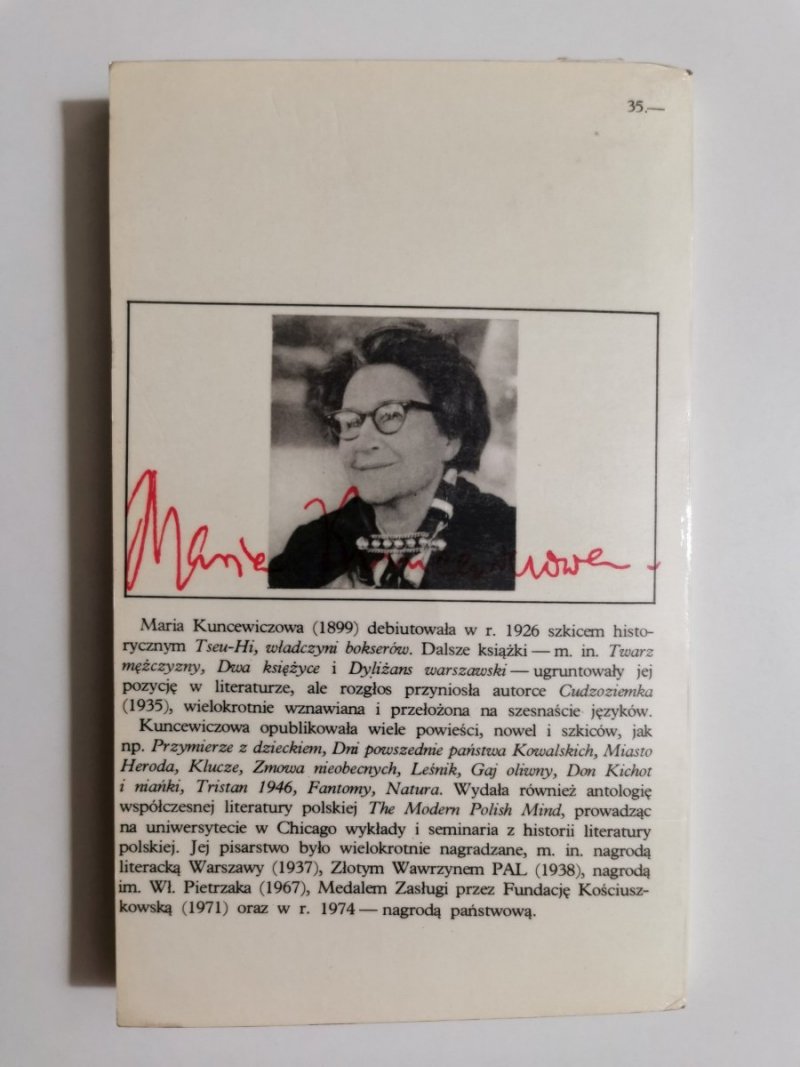 35.—
Maria Kuncewiczowa
Maria Kuncewiczowa (1899) debiutowała w r. 1926 szkicem histo-
rycznym Tseu-Hi, władczyni bokserów. Dalsze książki — m. in. Twarz
mężczyzny, Dwa księżyce i Dyliżans warszawski — ugruntowały jej
pozycję w literaturze, ale rozgłos przyniosła autorce Cudzoziemka
(1935), wielokrotnie wznawiana i przełożona na szesnaście języków.
Kuncewiczowa opublikowała wiele powieści, nowel i szkiców, jak
np. Przymierze z dzieckiem, Dni powszednie państwa Kowalskich, Miasto
Heroda, Klucze, Zmowa nieobecnych, Leśnik, Gaj oliwny, Don Kichot
i niańki, Tristan 1946, Fantomy, Natura. Wydała również antologię
współczesnej literatury polskiej The Modern Polish Mind, prowadząc
na uniwersytecie w Chicago wykłady i seminaria z historii literatury
polskiej. Jej pisarstwo było wielokrotnie nagradzane, m. in. nagrodą
literacką Warszawy (1937), Złotym Wawrzynem PAL (1938), nagrodą
im. Wł. Pietrzaka (1967), Medalem Zasługi przez Fundację Kościusz-
kowską (1971) oraz w r. 1974 — nagrodą państwową.